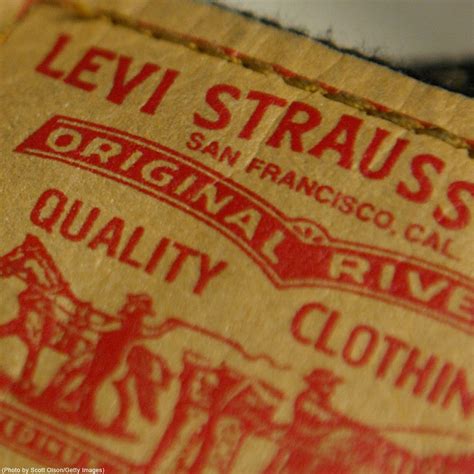 LEVI STRAUSS
SAN FRANCISCO, CAL.
ORIGINAL RIVE
QUALITY CLOTHIN
(Photo by Scott Olson/Getty Images)